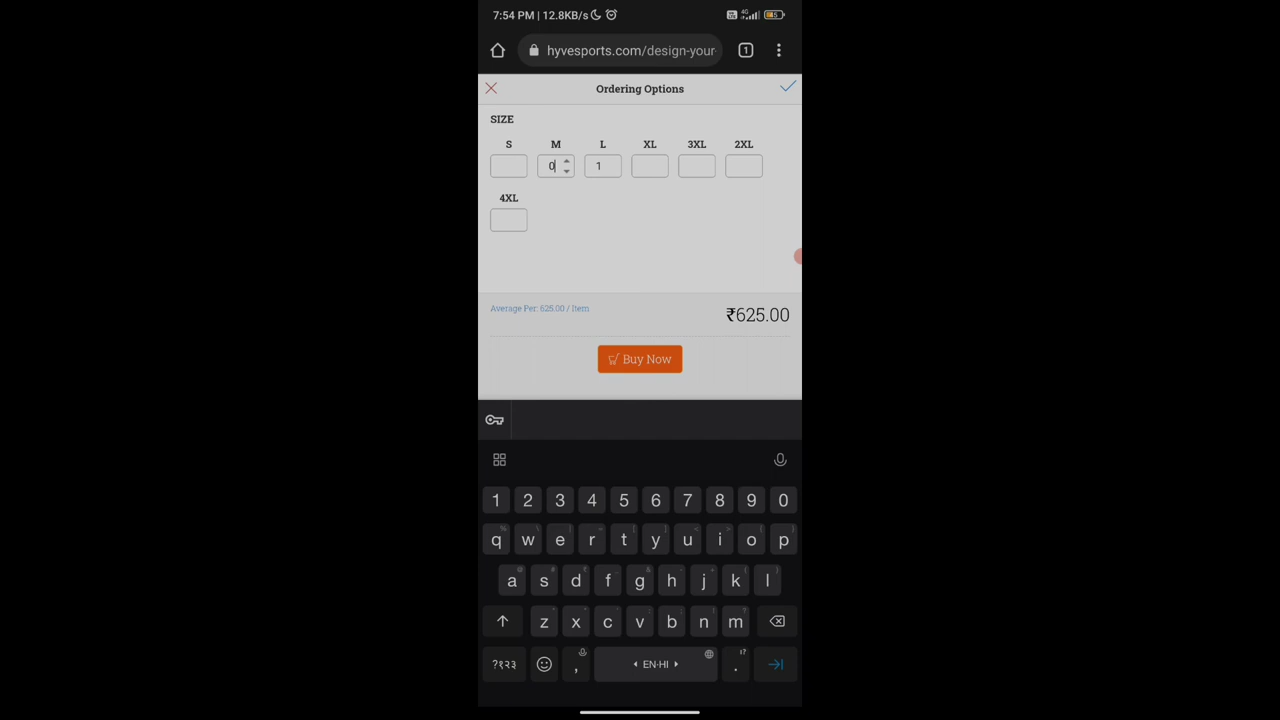 7:54 PM | 12.8KB/s 4G 45
hyvesports.com/design-your- 1
Ordering Options
SIZE
S M L XL 3XL 2XL
0 1
4XL
Average Per: 625.00 / Item
₹625.00
Buy Now
1 2 3 4 5 6 7 8 9 0
q w e r t y u i o p
a s d f g h j k l
z x c v b n m
?१२३ , EN-HI .